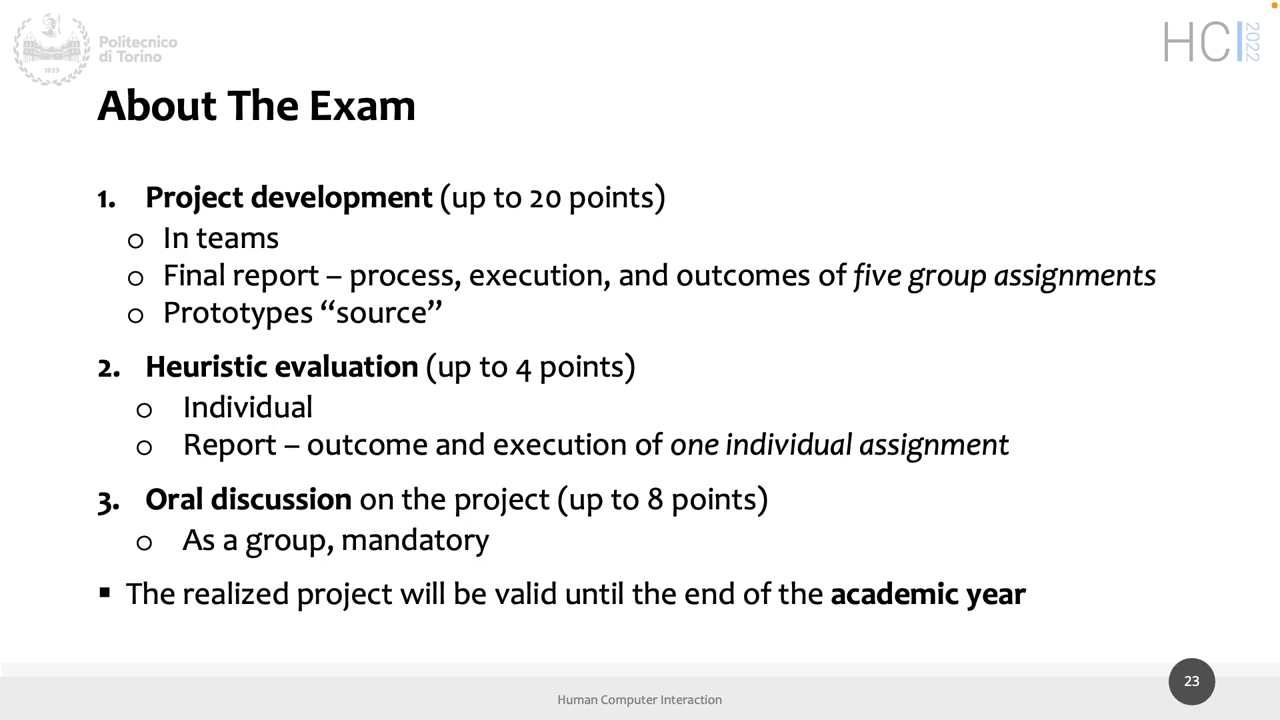 Politecnico
di Torino
1859
HCI 2022
About The Exam
1. Project development (up to 20 points)
o In teams
o Final report – process, execution, and outcomes of five group assignments
o Prototypes “source”
2. Heuristic evaluation (up to 4 points)
o Individual
o Report – outcome and execution of one individual assignment
3. Oral discussion on the project (up to 8 points)
o As a group, mandatory
▪ The realized project will be valid until the end of the academic year
23
Human Computer Interaction